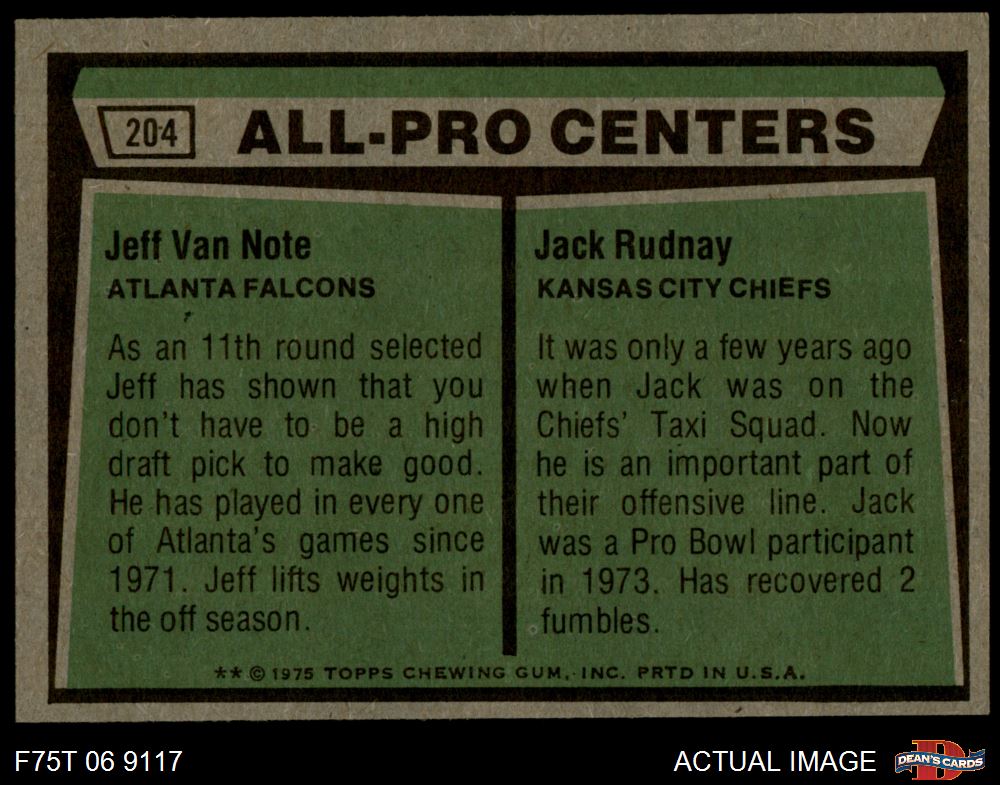 204 ALL-PRO CENTERS
Jeff Van Note
ATLANTA FALCONS
As an 11th round selected
Jeff has shown that you
don't have to be a high
draft pick to make good.
He has played in every one
of Atlanta's games since
1971. Jeff lifts weights in
the off season.
Jack Rudnay
KANSAS CITY CHIEFS
It was only a few years ago
when Jack was on the
Chiefs' Taxi Squad. Now
he is an important part of
their offensive line. Jack
was a Pro Bowl participant
in 1973. Has recovered 2
fumbles.
** © 1975 TOPPS CHEWING GUM, INC. PRTD IN U.S.A.
F75T 06 9117
ACTUAL IMAGE
D
DEAN'S CARDS